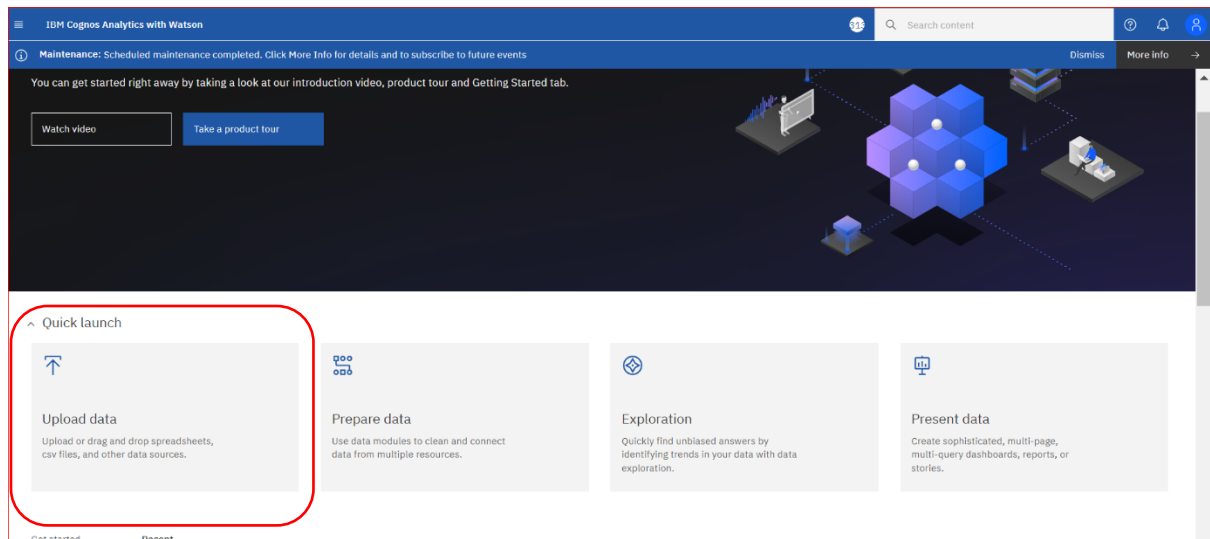 IBM Cognos Analytics with Watson
Search content
Maintenance: Scheduled maintenance completed. Click More Info for details and to subscribe to future events
Dismiss
More info
You can get started right away by taking a look at our introduction video, product tour and Getting Started tab.
Watch video
Take a product tour
Quick launch
Upload data
Upload or drag and drop spreadsheets,
csv files, and other data sources.
Prepare data
Use data modules to clean and connect
data from multiple resources.
Exploration
Quickly find unbiased answers by
identifying trends in your data with data
exploration.
Present data
Create sophisticated, multi-page,
multi-query dashboards, reports, or
stories.
Get started
Recent